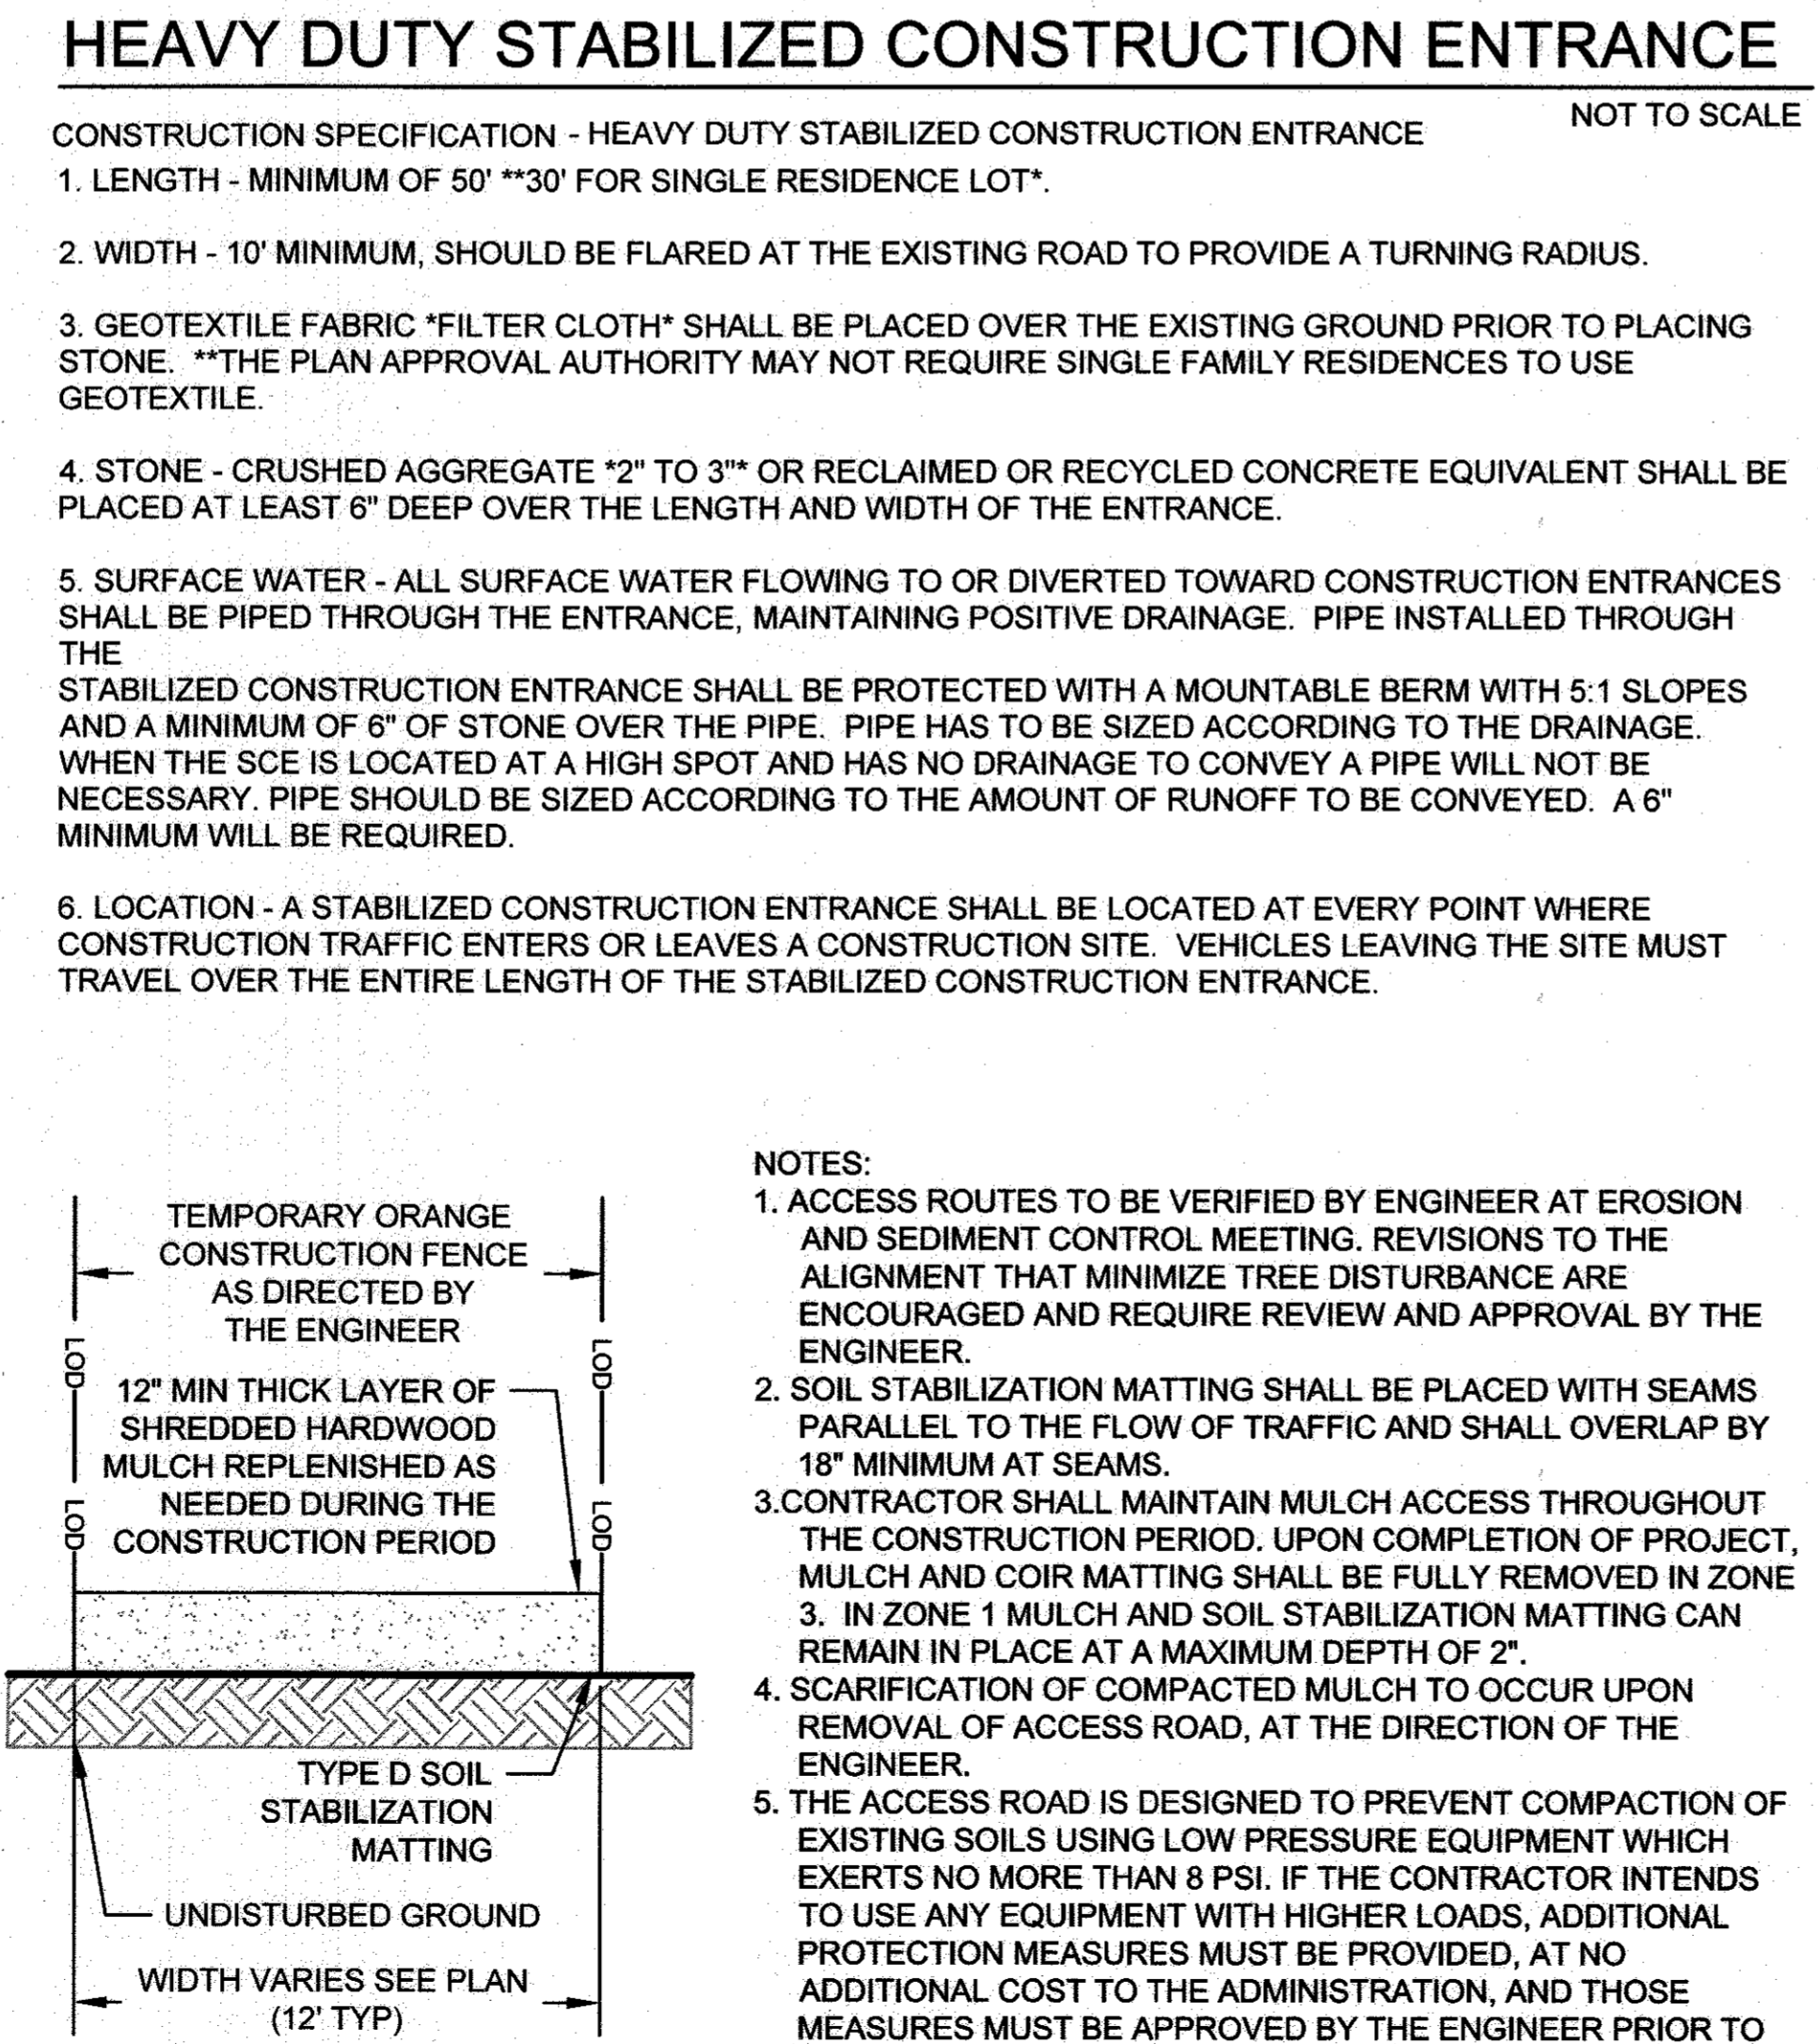 HEAVY DUTY STABILIZED CONSTRUCTION ENTRANCE
NOT TO SCALE
CONSTRUCTION SPECIFICATION - HEAVY DUTY STABILIZED CONSTRUCTION ENTRANCE
1. LENGTH - MINIMUM OF 50' **30' FOR SINGLE RESIDENCE LOT*.
2. WIDTH - 10' MINIMUM, SHOULD BE FLARED AT THE EXISTING ROAD TO PROVIDE A TURNING RADIUS.
3. GEOTEXTILE FABRIC *FILTER CLOTH* SHALL BE PLACED OVER THE EXISTING GROUND PRIOR TO PLACING
STONE. **THE PLAN APPROVAL AUTHORITY MAY NOT REQUIRE SINGLE FAMILY RESIDENCES TO USE
GEOTEXTILE.
4. STONE - CRUSHED AGGREGATE *2" TO 3"* OR RECLAIMED OR RECYCLED CONCRETE EQUIVALENT SHALL BE
PLACED AT LEAST 6" DEEP OVER THE LENGTH AND WIDTH OF THE ENTRANCE.
5. SURFACE WATER - ALL SURFACE WATER FLOWING TO OR DIVERTED TOWARD CONSTRUCTION ENTRANCES
SHALL BE PIPED THROUGH THE ENTRANCE, MAINTAINING POSITIVE DRAINAGE. PIPE INSTALLED THROUGH
THE
STABILIZED CONSTRUCTION ENTRANCE SHALL BE PROTECTED WITH A MOUNTABLE BERM WITH 5:1 SLOPES
AND A MINIMUM OF 6" OF STONE OVER THE PIPE. PIPE HAS TO BE SIZED ACCORDING TO THE DRAINAGE.
WHEN THE SCE IS LOCATED AT A HIGH SPOT AND HAS NO DRAINAGE TO CONVEY A PIPE WILL NOT BE
NECESSARY. PIPE SHOULD BE SIZED ACCORDING TO THE AMOUNT OF RUNOFF TO BE CONVEYED. A 6"
MINIMUM WILL BE REQUIRED.
6. LOCATION - A STABILIZED CONSTRUCTION ENTRANCE SHALL BE LOCATED AT EVERY POINT WHERE
CONSTRUCTION TRAFFIC ENTERS OR LEAVES A CONSTRUCTION SITE. VEHICLES LEAVING THE SITE MUST
TRAVEL OVER THE ENTIRE LENGTH OF THE STABILIZED CONSTRUCTION ENTRANCE.
TEMPORARY ORANGE
CONSTRUCTION FENCE
AS DIRECTED BY
THE ENGINEER
LOD
LOD
12" MIN THICK LAYER OF
SHREDDED HARDWOOD
MULCH REPLENISHED AS
NEEDED DURING THE
CONSTRUCTION PERIOD
LOD
LOD
TYPE D SOIL
STABILIZATION
MATTING
UNDISTURBED GROUND
WIDTH VARIES SEE PLAN
(12' TYP)
NOTES:
1. ACCESS ROUTES TO BE VERIFIED BY ENGINEER AT EROSION
AND SEDIMENT CONTROL MEETING. REVISIONS TO THE
ALIGNMENT THAT MINIMIZE TREE DISTURBANCE ARE
ENCOURAGED AND REQUIRE REVIEW AND APPROVAL BY THE
ENGINEER.
2. SOIL STABILIZATION MATTING SHALL BE PLACED WITH SEAMS
PARALLEL TO THE FLOW OF TRAFFIC AND SHALL OVERLAP BY
18" MINIMUM AT SEAMS.
3.CONTRACTOR SHALL MAINTAIN MULCH ACCESS THROUGHOUT
THE CONSTRUCTION PERIOD. UPON COMPLETION OF PROJECT,
MULCH AND COIR MATTING SHALL BE FULLY REMOVED IN ZONE
3. IN ZONE 1 MULCH AND SOIL STABILIZATION MATTING CAN
REMAIN IN PLACE AT A MAXIMUM DEPTH OF 2".
4. SCARIFICATION OF COMPACTED MULCH TO OCCUR UPON
REMOVAL OF ACCESS ROAD, AT THE DIRECTION OF THE
ENGINEER.
5. THE ACCESS ROAD IS DESIGNED TO PREVENT COMPACTION OF
EXISTING SOILS USING LOW PRESSURE EQUIPMENT WHICH
EXERTS NO MORE THAN 8 PSI. IF THE CONTRACTOR INTENDS
TO USE ANY EQUIPMENT WITH HIGHER LOADS, ADDITIONAL
PROTECTION MEASURES MUST BE PROVIDED, AT NO
ADDITIONAL COST TO THE ADMINISTRATION, AND THOSE
MEASURES MUST BE APPROVED BY THE ENGINEER PRIOR TO